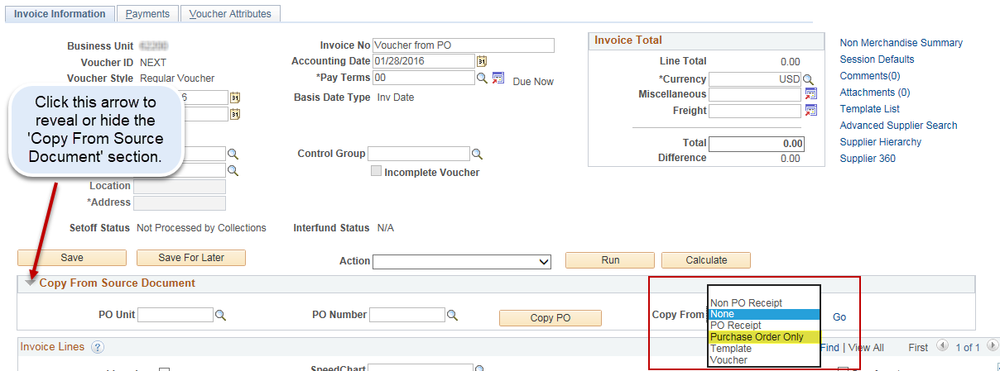 Invoice Information Payments Voucher Attributes
Business Unit Invoice No Voucher from PO Invoice Total Non Merchandise Summary
Voucher ID NEXT Accounting Date 01/28/2016 31 Line Total 0.00 Session Defaults
Voucher Style Regular Voucher *Pay Terms 00 Due Now *Currency USD Comments(0)
Click this arrow to
reveal or hide the
'Copy From Source
Document' section.
6 31 Basis Date Type Inv Date Miscellaneous Attachments (0)
31 Freight Template List
Advanced Supplier Search
Total 0.00 Supplier Hierarchy
Control Group Difference 0.00 Supplier 360
Incomplete Voucher
Location
*Address
Setoff Status Not Processed by Collections Interfund Status N/A
Save Save For Later Action Run Calculate
Copy From Source Document
PO Unit PO Number Copy PO Copy From Go
Non PO Receipt
None
PO Receipt
Purchase Order Only
Template
Voucher
Invoice Lines ? Find | View All First 1 of 1
SpeedChart